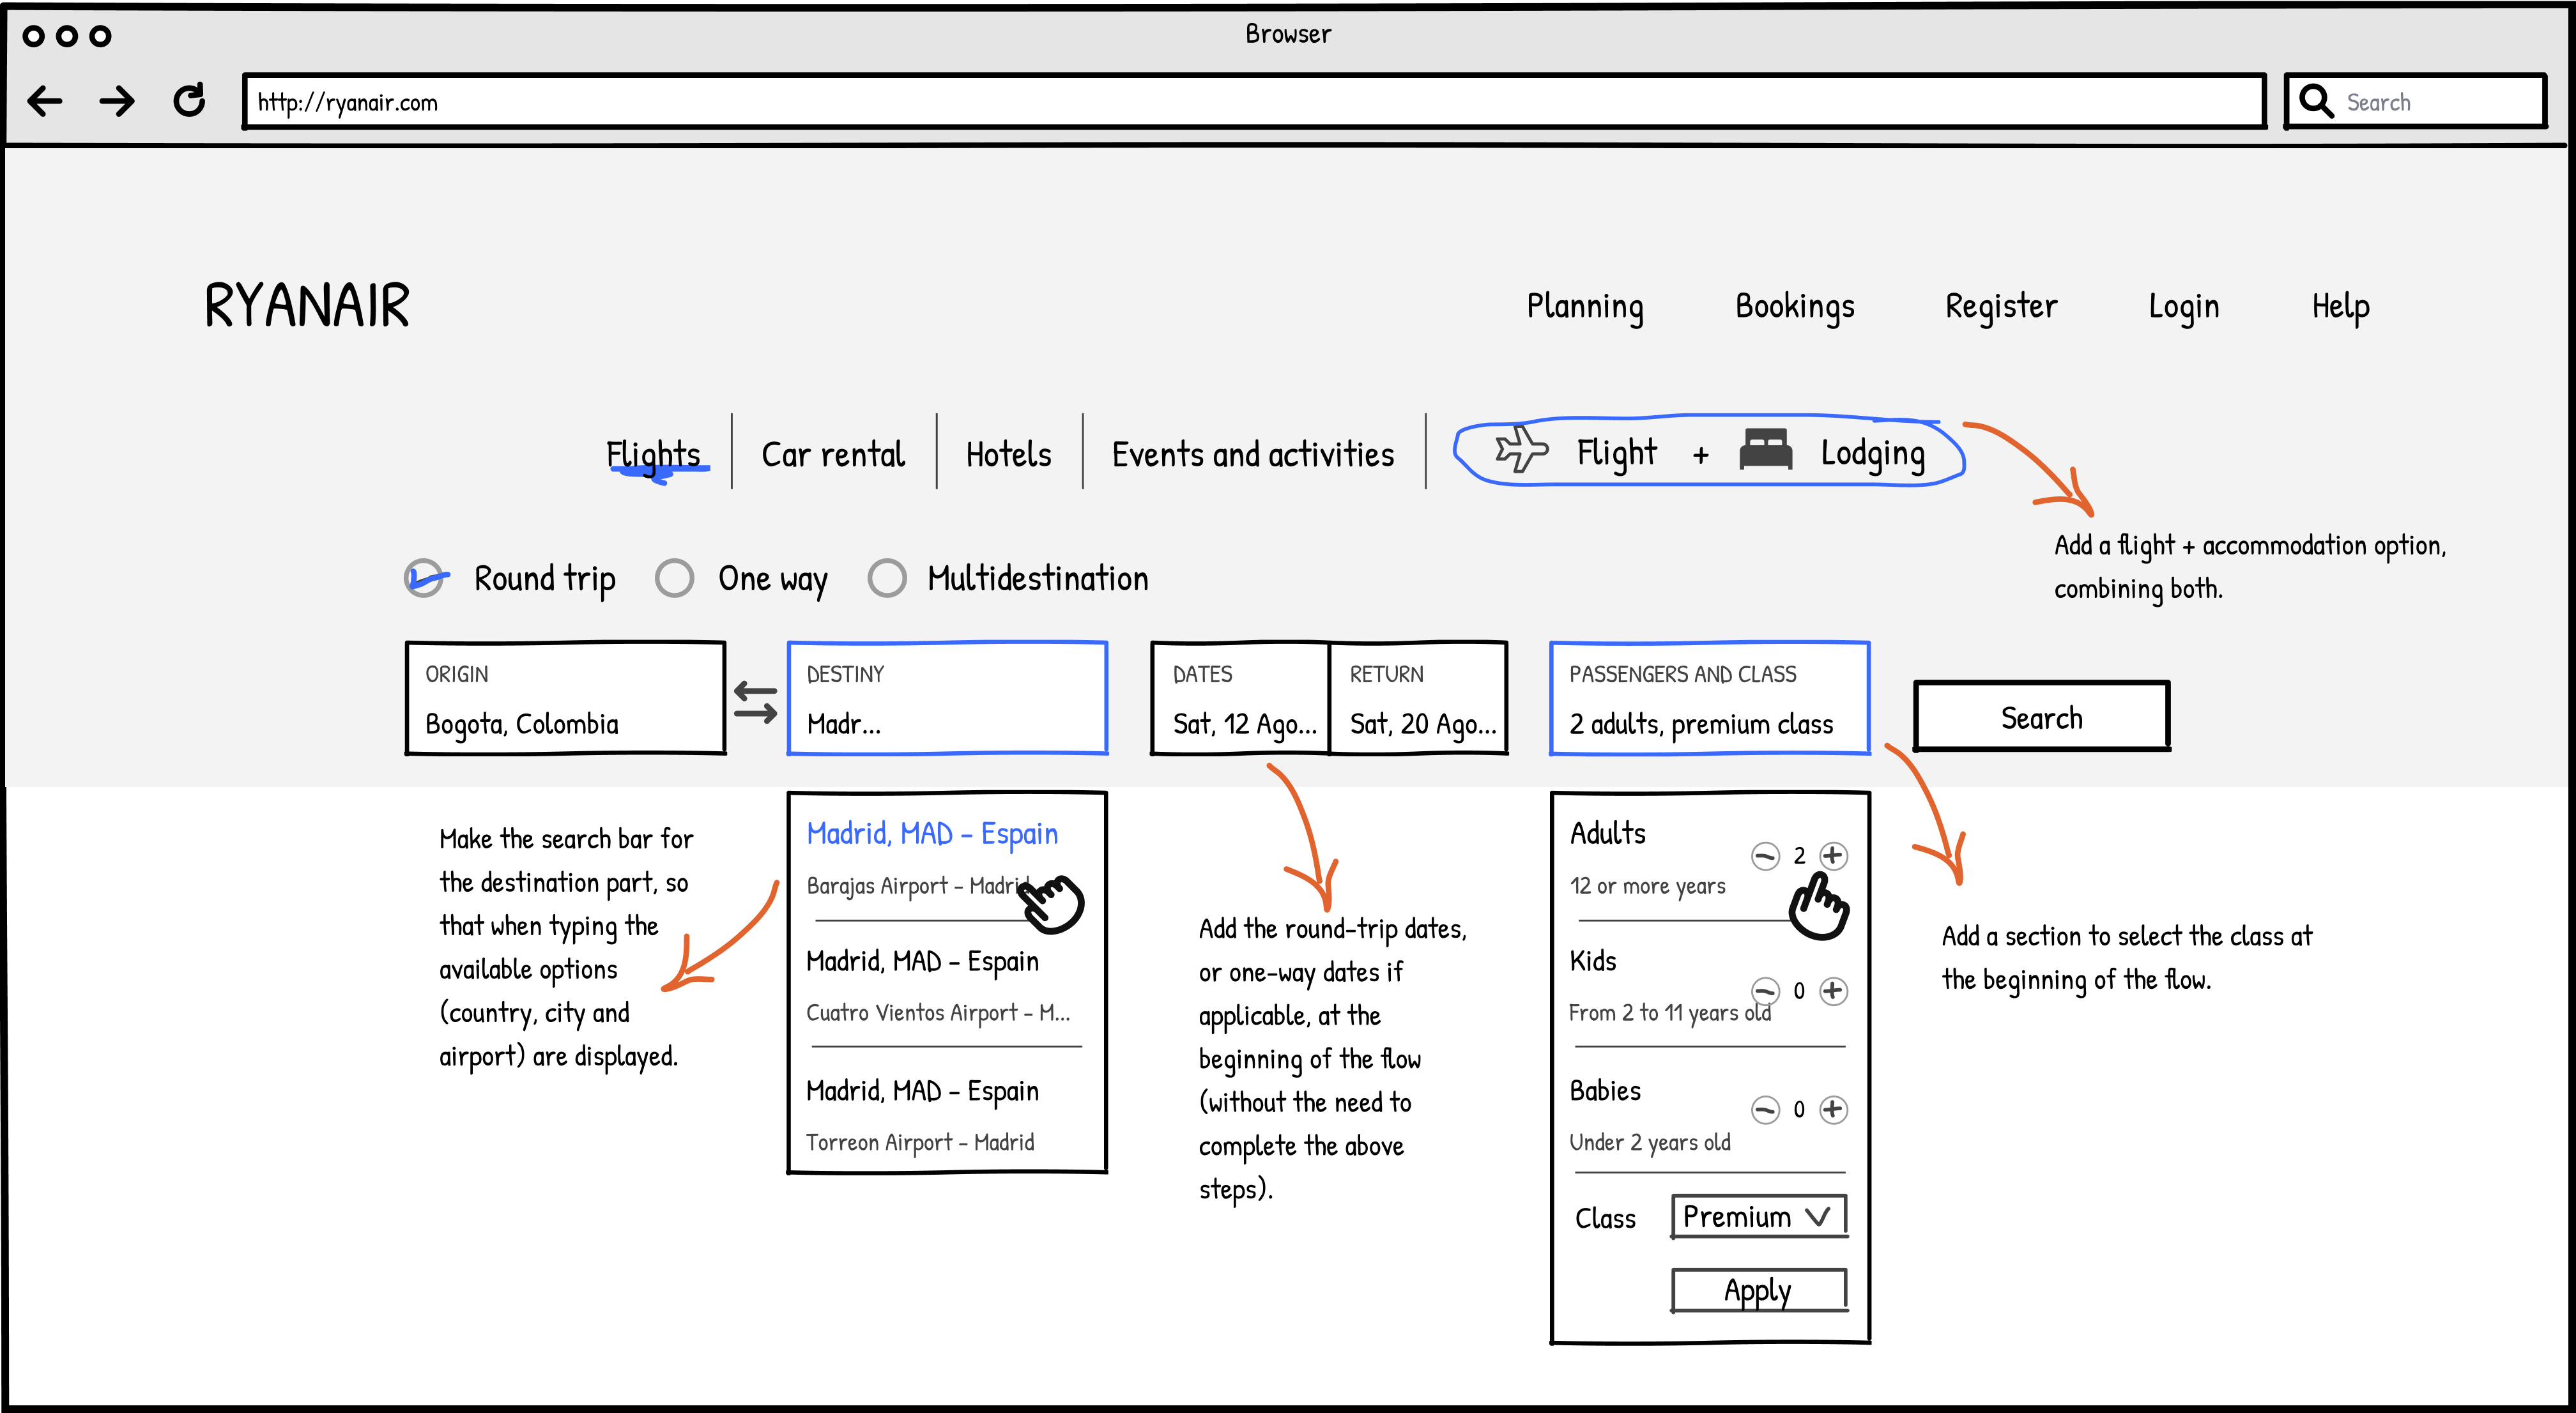 Browser
http://ryanair.com
Search
RYANAIR
Planning
Bookings
Register
Login
Help
Flights
Car rental
Hotels
Events and activities
Flight + Lodging
Add a flight + accommodation option,
combining both.
Round trip
One way
Multidestination
ORIGIN
Bogota, Colombia
DESTINY
Madr...
DATES
Sat, 12 Ago...
RETURN
Sat, 20 Ago...
PASSENGERS AND CLASS
2 adults, premium class
Search
Make the search bar for
the destination part, so
that when typing the
available options
(country, city and
airport) are displayed.
Madrid, MAD - Espain
Barajas Airport - Madrid
Madrid, MAD - Espain
Cuatro Vientos Airport - M...
Madrid, MAD - Espain
Torreon Airport - Madrid
Add the round-trip dates,
or one-way dates if
applicable, at the
beginning of the flow
(without the need to
complete the above
steps).
Adults
2
12 or more years
Kids
0
From 2 to 11 years old
Babies
0
Under 2 years old
Class
Premium
Apply
Add a section to select the class at
the beginning of the flow.